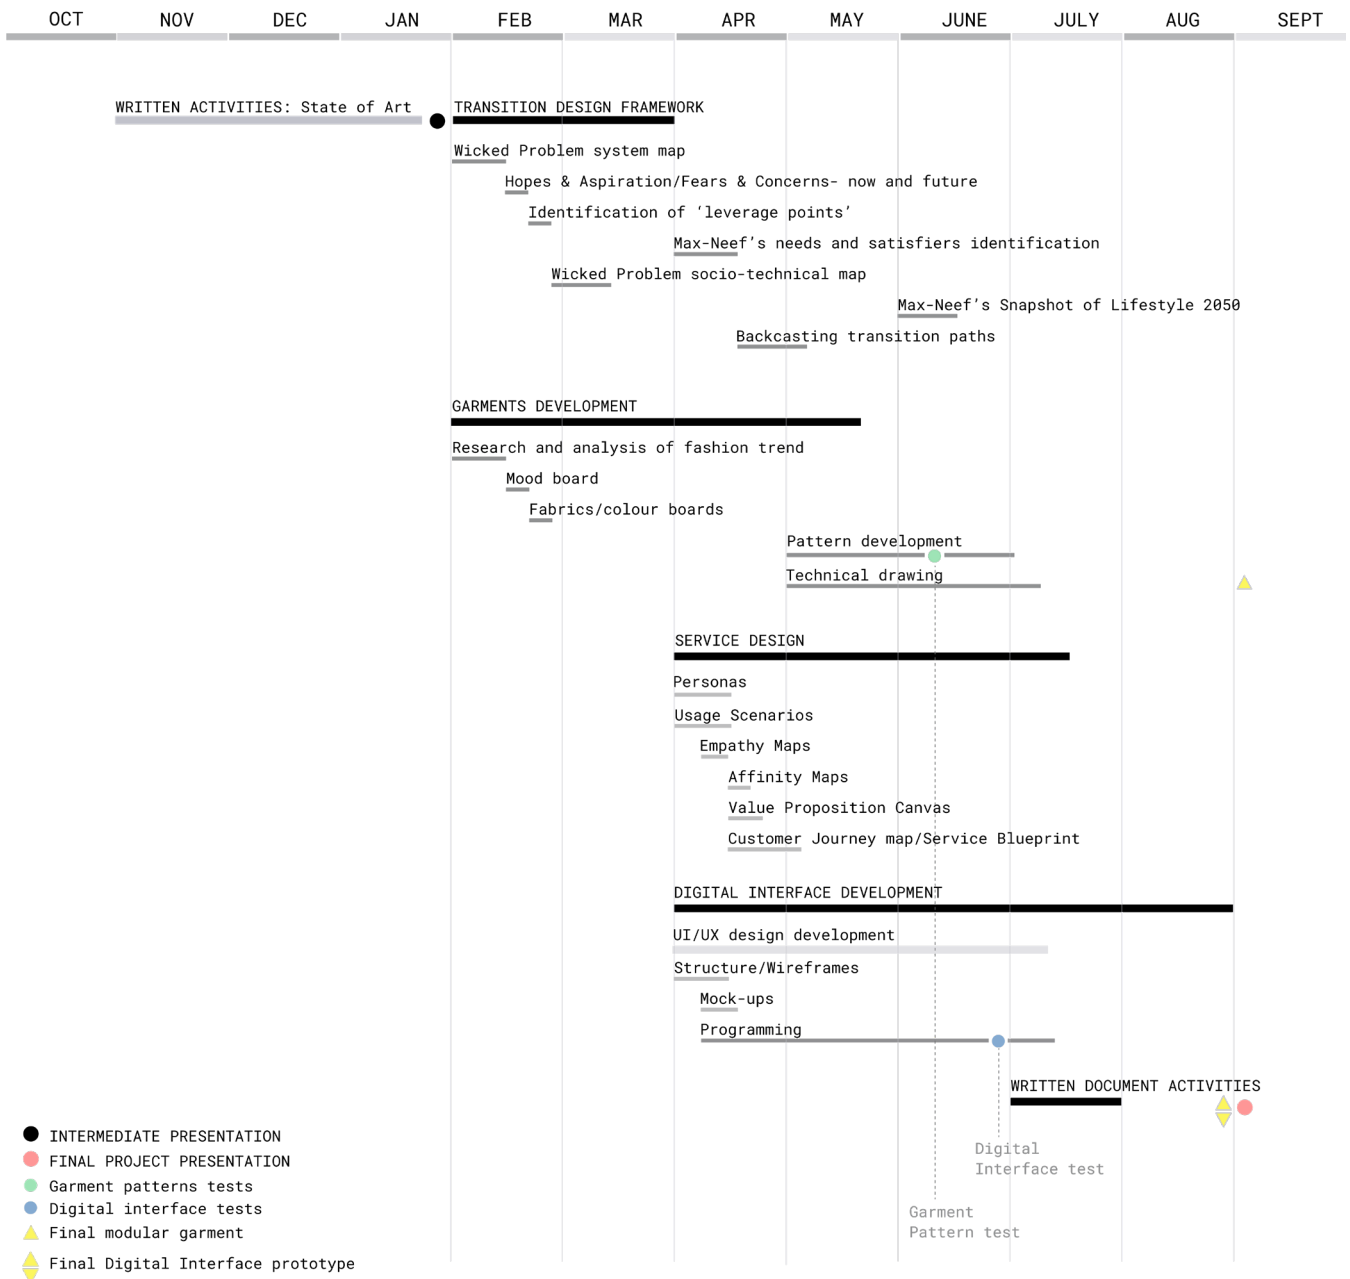 OCT NOV DEC JAN FEB MAR APR MAY JUNE JULY AUG SEPT
WRITTEN ACTIVITIES: State of Art
TRANSITION DESIGN FRAMEWORK
Wicked Problem system map
Hopes & Aspiration/Fears & Concerns- now and future
Identification of ‘leverage points’
Max-Neef’s needs and satisfiers identification
Wicked Problem socio-technical map
Max-Neef’s Snapshot of Lifestyle 2050
Backcasting transition paths
GARMENTS DEVELOPMENT
Research and analysis of fashion trend
Mood board
Fabrics/colour boards
Pattern development
Technical drawing
SERVICE DESIGN
Personas
Usage Scenarios
Empathy Maps
Affinity Maps
Value Proposition Canvas
Customer Journey map/Service Blueprint
DIGITAL INTERFACE DEVELOPMENT
UI/UX design development
Structure/Wireframes
Mock-ups
Programming
WRITTEN DOCUMENT ACTIVITIES
Digital
Interface test
Garment
Pattern test
INTERMEDIATE PRESENTATION
FINAL PROJECT PRESENTATION
Garment patterns tests
Digital interface tests
Final modular garment
Final Digital Interface prototype